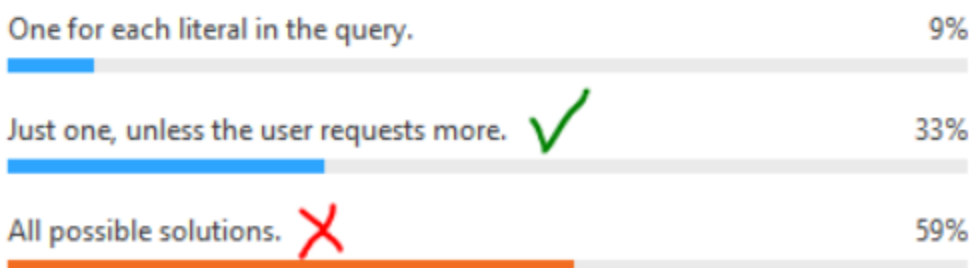 One for each literal in the query. 9%
Just one, unless the user requests more. 33%
All possible solutions. 59%